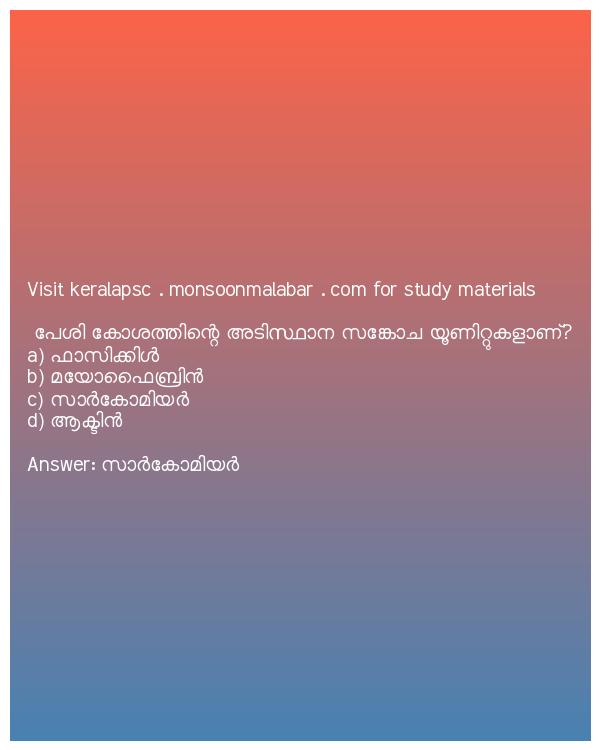 Visit keralapsc . monsoonmalabar . com for study materials
പേശി കോശത്തിന്റെ അടിസ്ഥാന സങ്കോച യൂണിറ്റുകളാണ്?
a) ഫാസിക്കിൾ
b) മയോഫൈബ്രിൻ
c) സാർകോമിയർ
d) ആക്ടിൻ
Answer: സാർകോമിയർ